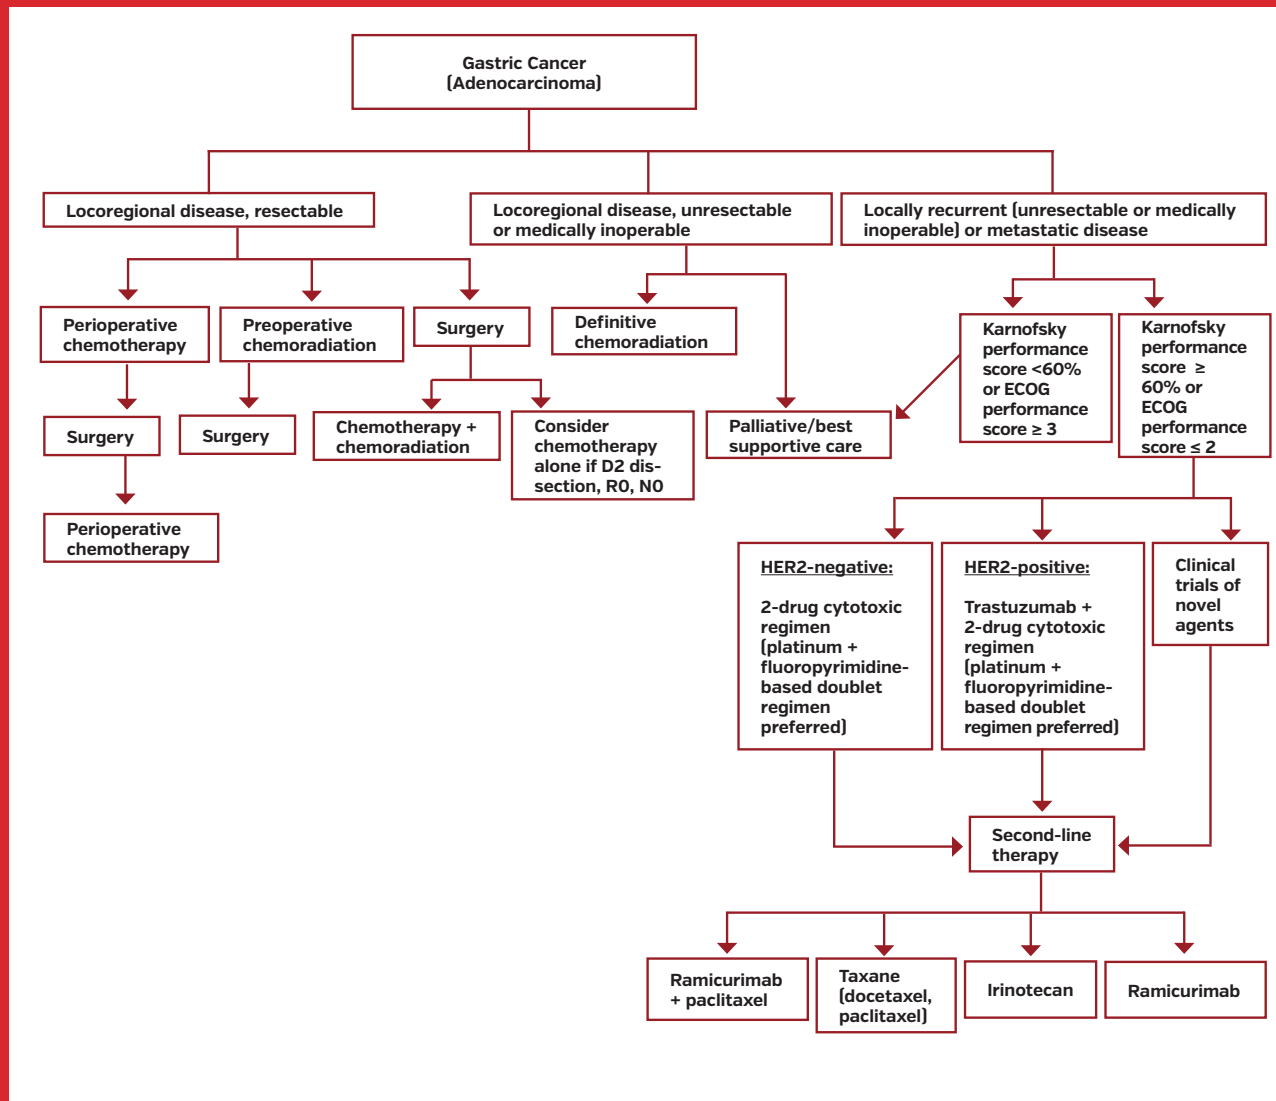 Gastric Cancer
(Adenocarcinoma)
Locoregional disease, resectable
Locoregional disease, unresectable
or medically inoperable
Locally recurrent (unresectable or medically
inoperable) or metastatic disease
Perioperative
chemotherapy
Preoperative
chemoradiation
Surgery
Definitive
chemoradiation
Karnofsky
performance
score <60%
or ECOG
performance
score ≥ 3
Karnofsky
performance
score ≥
60% or
ECOG
performance
score ≤ 2
Surgery
Surgery
Chemotherapy +
chemoradiation
Consider
chemotherapy
alone if D2 dis-
section, R0, N0
Palliative/best
supportive care
Perioperative
chemotherapy
HER2-negative:
2-drug cytotoxic
regimen
(platinum +
fluoropyrimidine-
based doublet
regimen
preferred)
HER2-positive:
Trastuzumab +
2-drug cytotoxic
regimen
(platinum +
fluoropyrimidine-
based doublet
regimen preferred)
Clinical
trials of
novel
agents
Second-line
therapy
Ramicurimab
+ paclitaxel
Taxane
(docetaxel,
paclitaxel)
Irinotecan
Ramicurimab